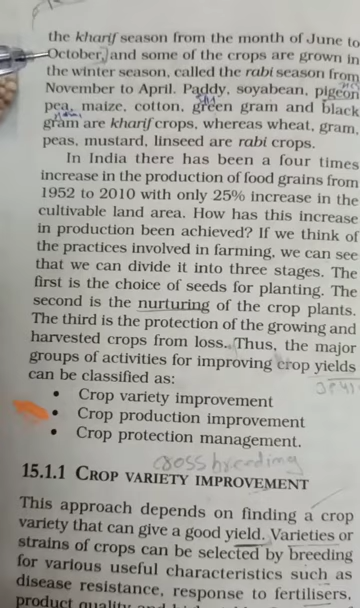 the kharif season from the month of June to
October, and some of the crops are grown in
the winter season, called the rabi season from
November to April. Paddy, soyabean, pigeon
pea, maize, cotton, green gram and black
gram are kharif crops, whereas wheat, gram,
peas, mustard, linseed are rabi crops.
In India there has been a four times
increase in the production of food grains from
1952 to 2010 with only 25% increase in the
cultivable land area. How has this increase
in production been achieved? If we think of
the practices involved in farming, we can see
that we can divide it into three stages. The
first is the choice of seeds for planting. The
second is the nurturing of the crop plants.
The third is the protection of the growing and
harvested crops from loss. Thus, the major
groups of activities for improving crop yields
can be classified as:
• Crop variety improvement
• Crop production improvement
• Crop protection management.
cross breeding
15.1.1 CROP VARIETY IMPROVEMENT
This approach depends on finding a crop
variety that can give a good yield. Varieties or
strains of crops can be selected by breeding
for various useful characteristics such as
disease resistance, response to fertilisers,
product quality and